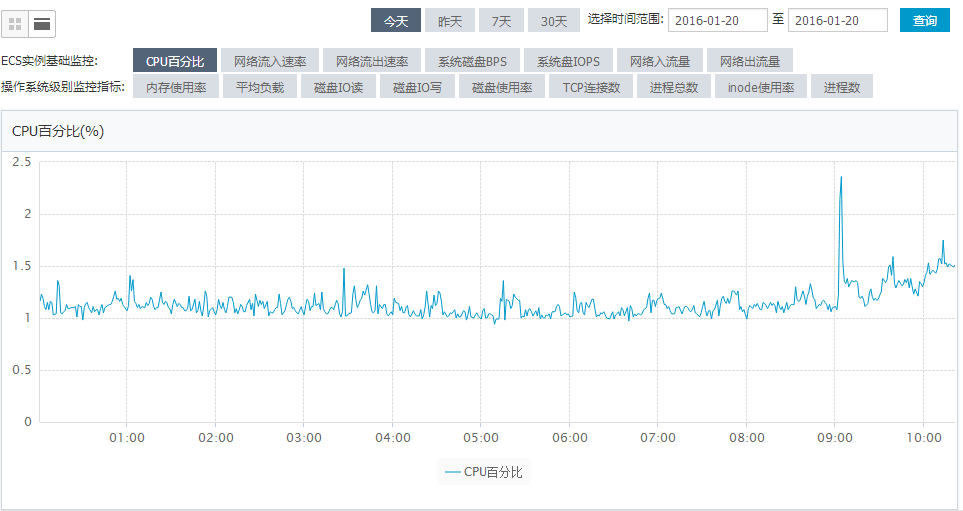 今天 昨天 7天 30天 选择时间范围: 2016-01-20 至 2016-01-20 查询
ECS实例基础监控: CPU百分比 网络流入速率 网络流出速率 系统磁盘BPS 系统盘IOPS 网络入流量 网络出流量
操作系统级别监控指标: 内存使用率 平均负载 磁盘IO读 磁盘IO写 磁盘使用率 TCP连接数 进程总数 inode使用率 进程数
CPU百分比(%)
2.5
2
1.5
1
0.5
0
01:00 02:00 03:00 04:00 05:00 06:00 07:00 08:00 09:00 10:00
CPU百分比